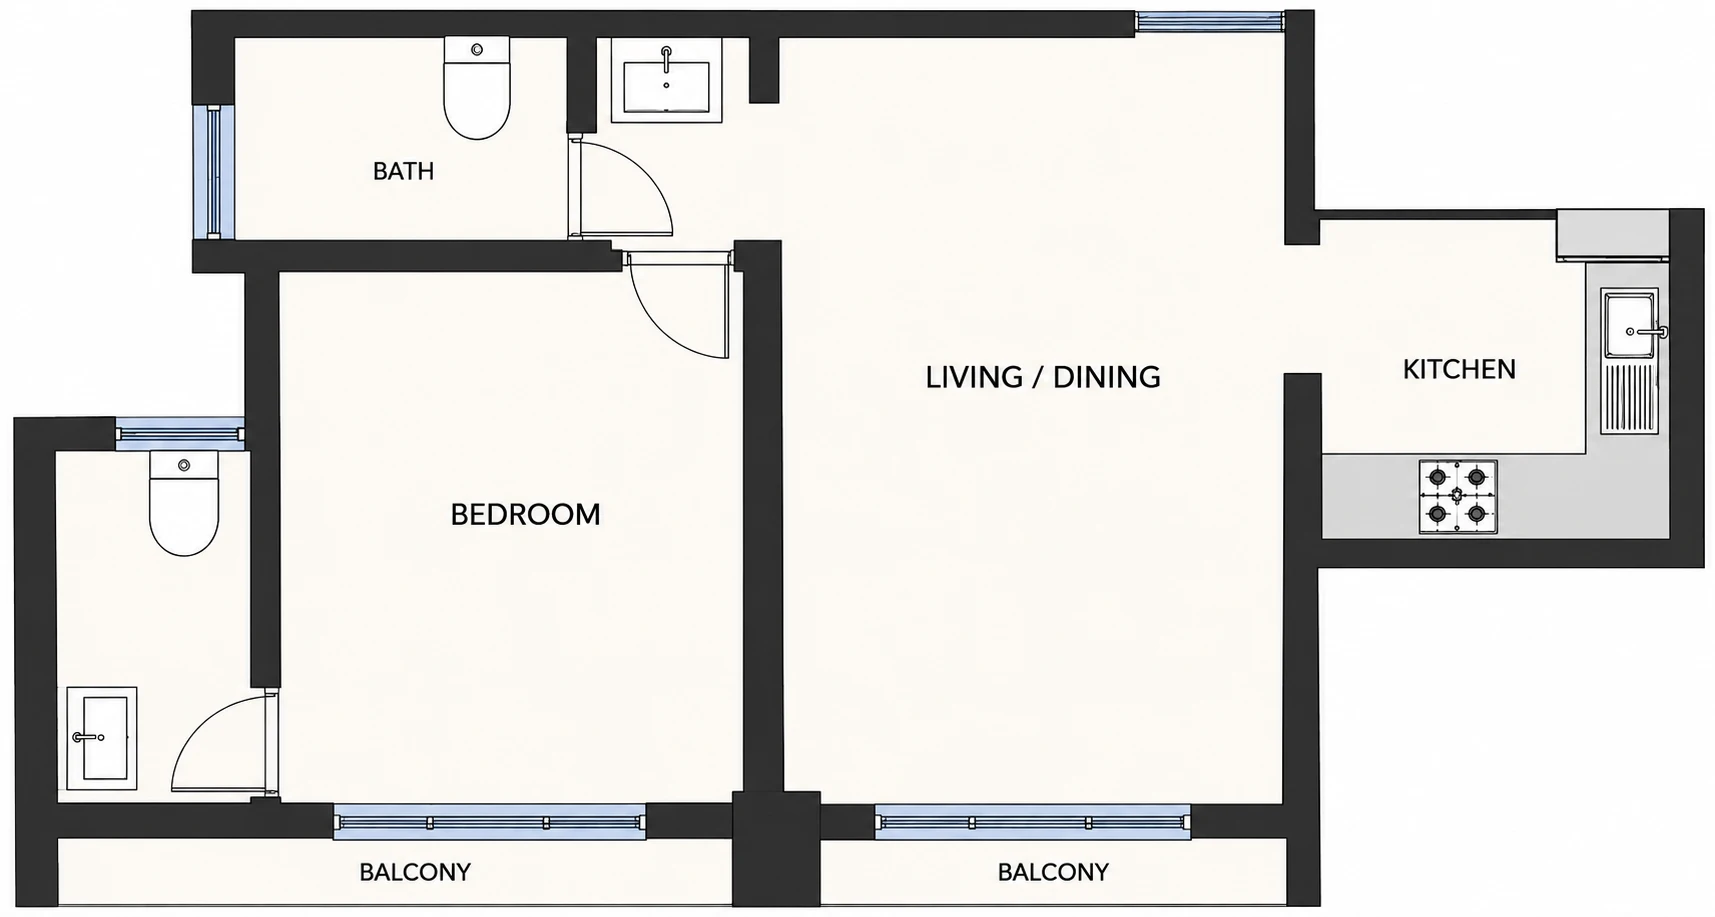 BATH
LIVING / DINING
KITCHEN
BEDROOM
BALCONY
BALCONY